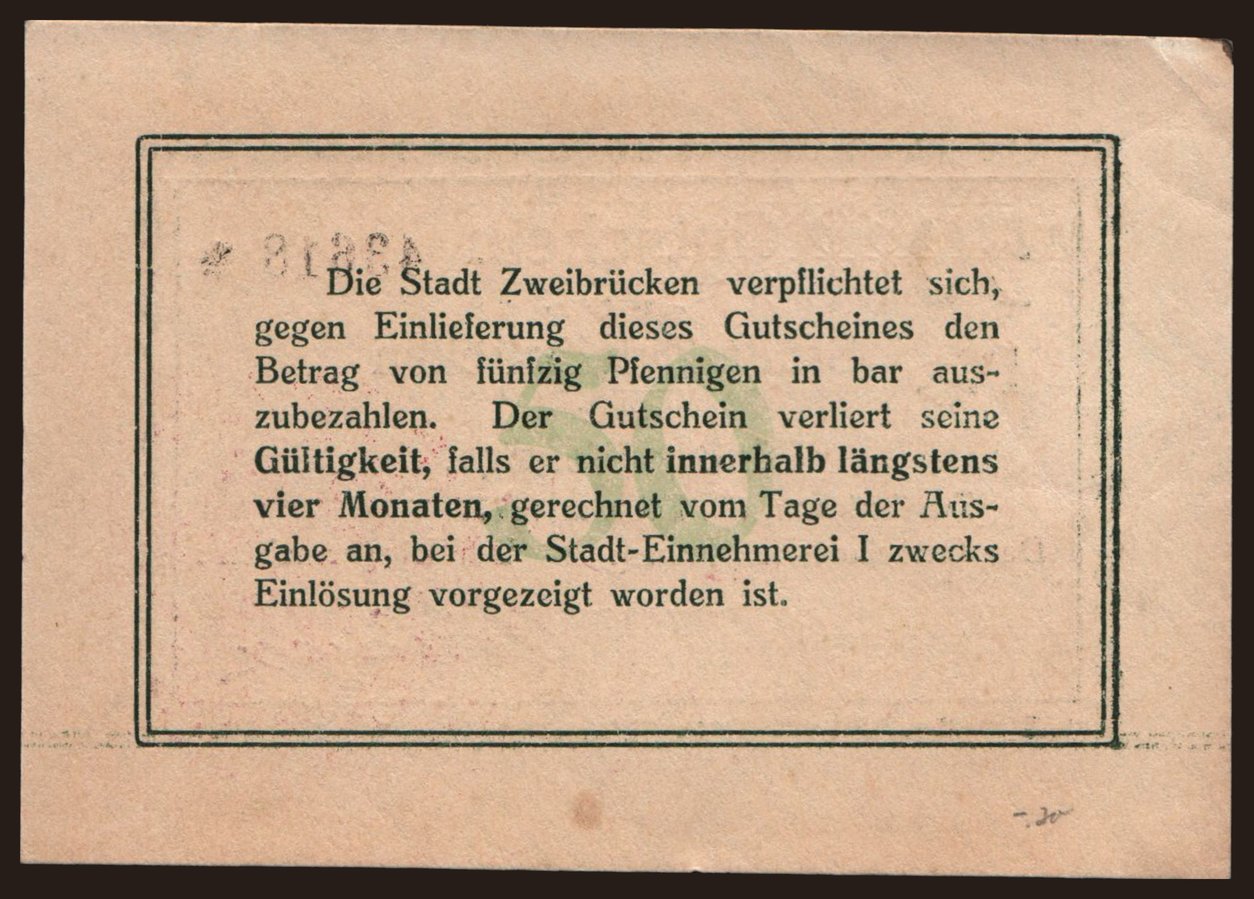 43618 *
Die Stadt Zweibrücken verpflichtet sich,
gegen Einlieferung dieses Gutscheines den
Betrag von fünfzig Pfennigen in bar aus-
zubezahlen. Der Gutschein verliert seine
Gültigkeit, falls er nicht innerhalb längstens
vier Monaten, gerechnet vom Tage der Aus-
gabe an, bei der Stadt-Einnehmerei I zwecks
Einlösung vorgezeigt worden ist.
50